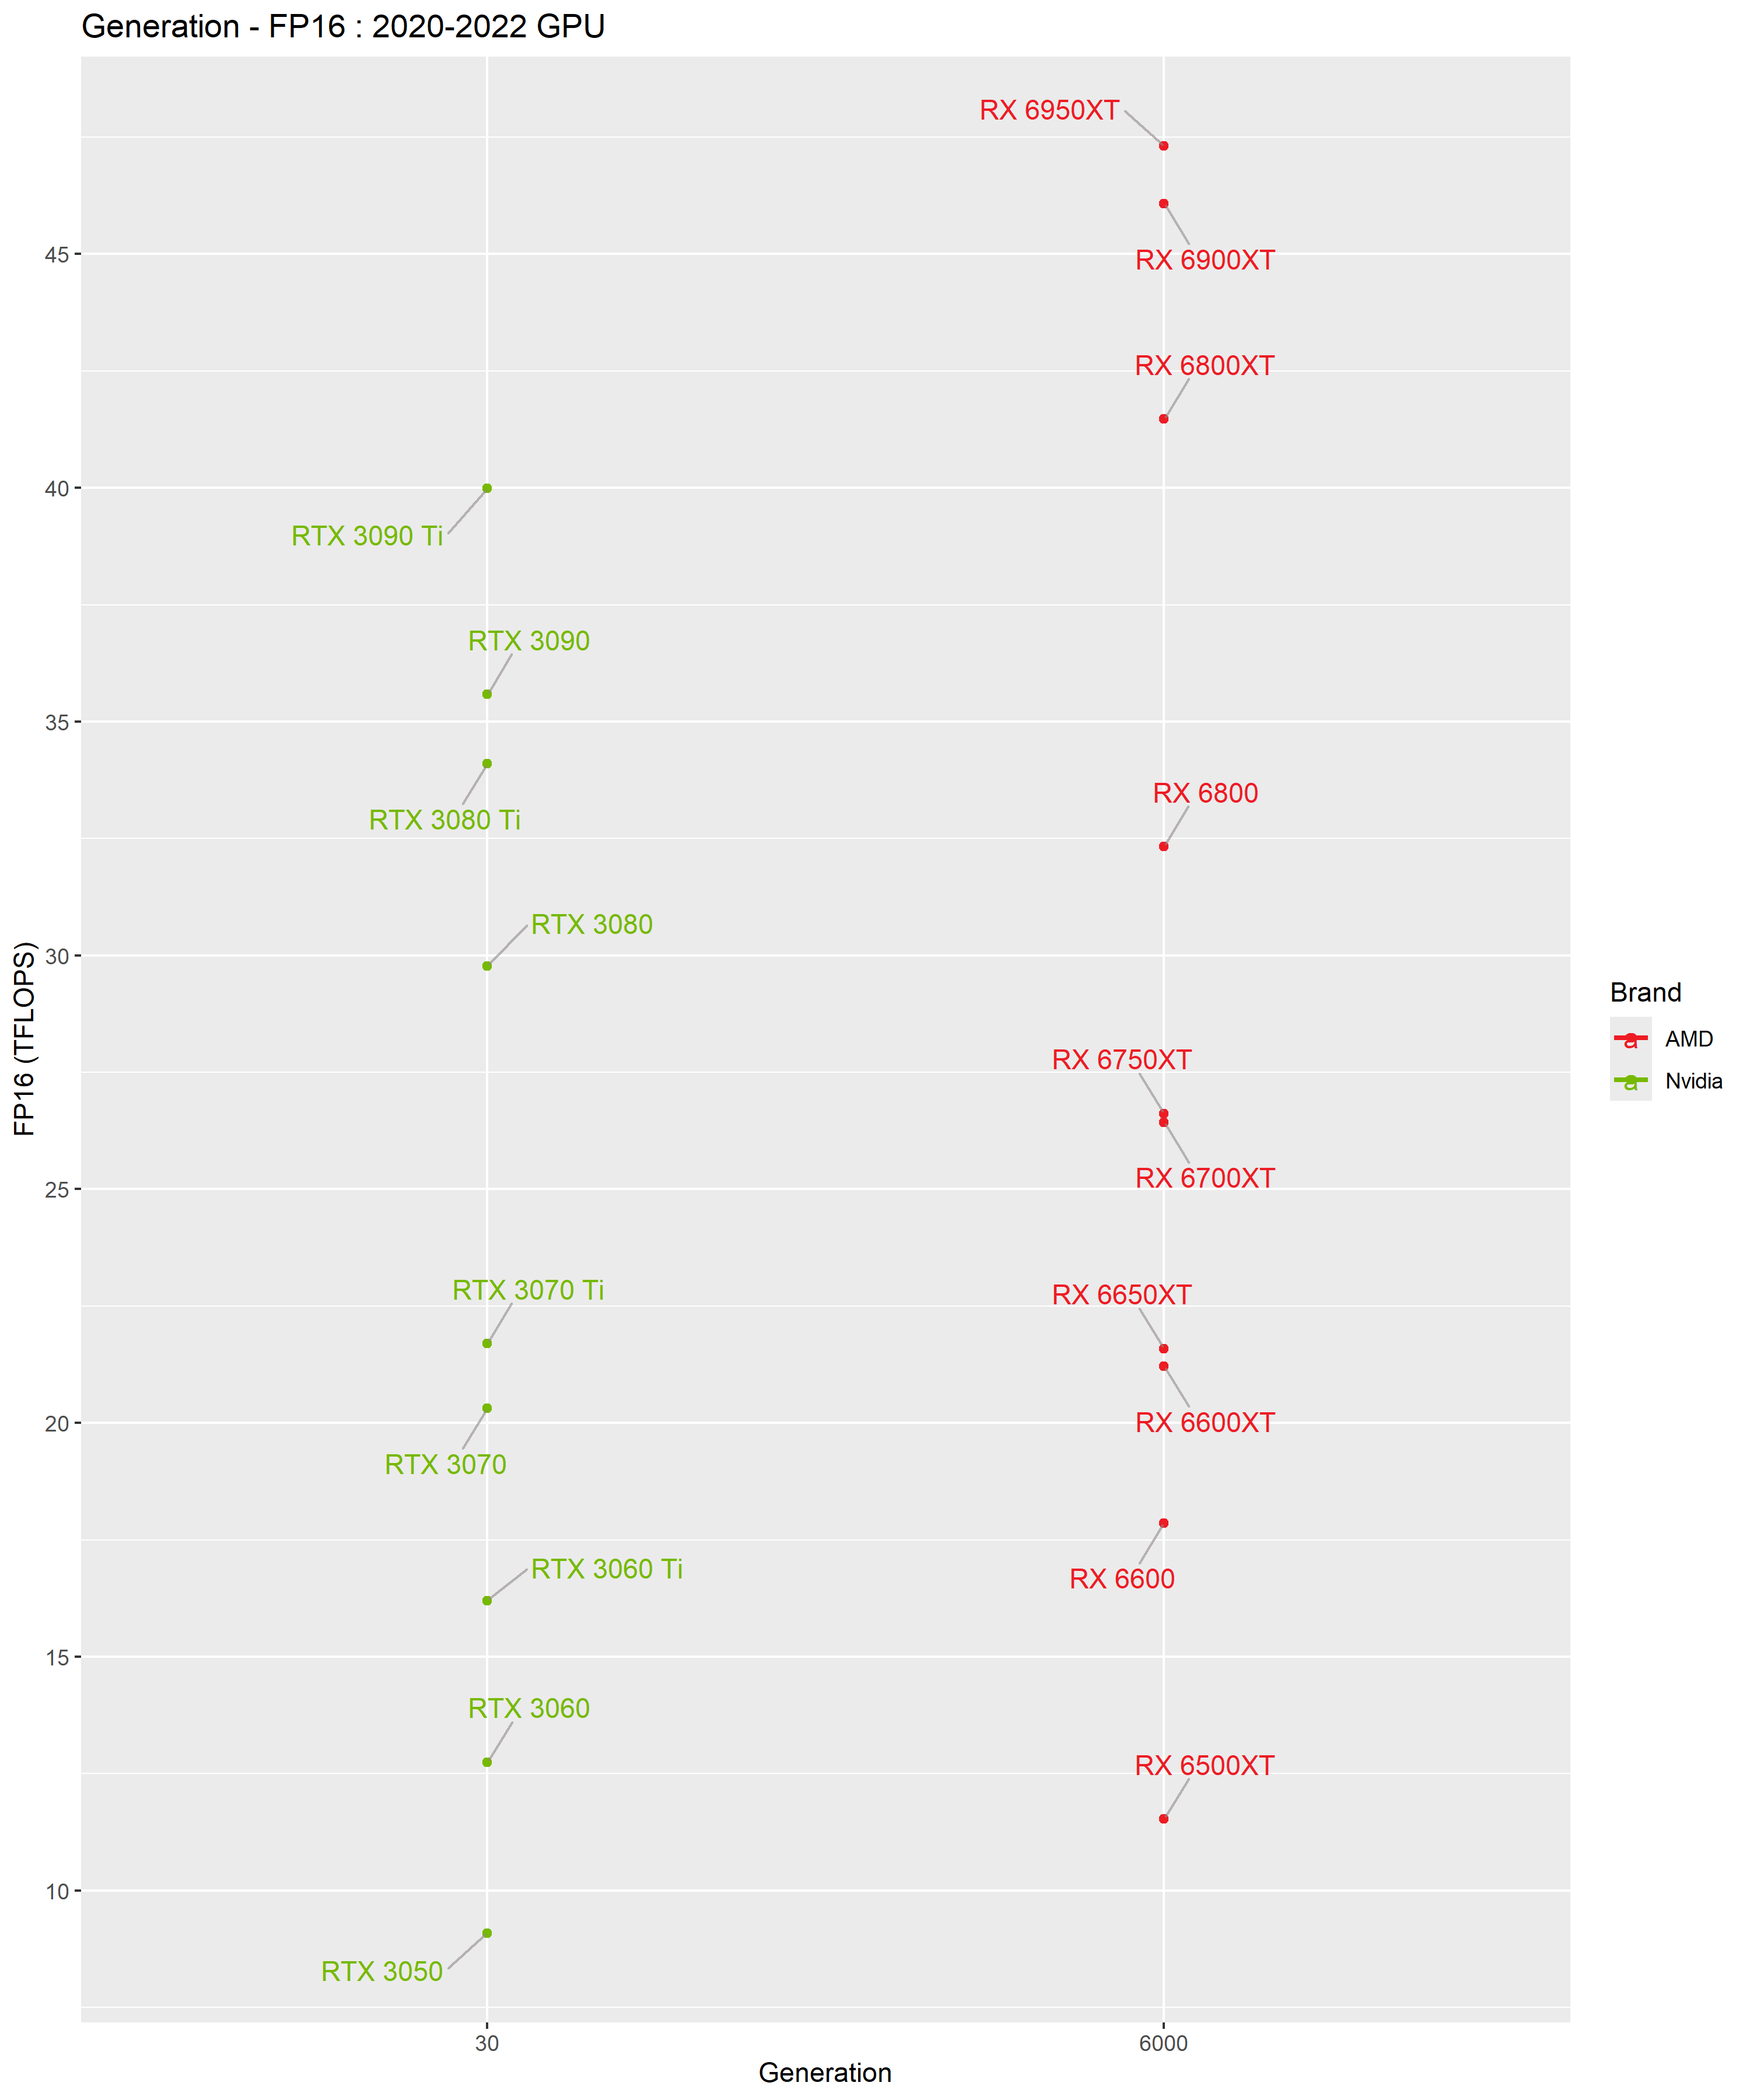 Generation - FP16 : 2020-2022 GPU
RX 6950XT
RX 6900XT
45
RX 6800XT
40
RTX 3090 Ti
RTX 3090
35
RX 6800
RTX 3080 Ti
RTX 3080
30
FP16 (TFLOPS)
Brand
a AMD
a Nvidia
RX 6750XT
RX 6700XT
25
RTX 3070 Ti
RX 6650XT
20
RX 6600XT
RTX 3070
RTX 3060 Ti
RX 6600
15
RTX 3060
RX 6500XT
10
RTX 3050
30
6000
Generation